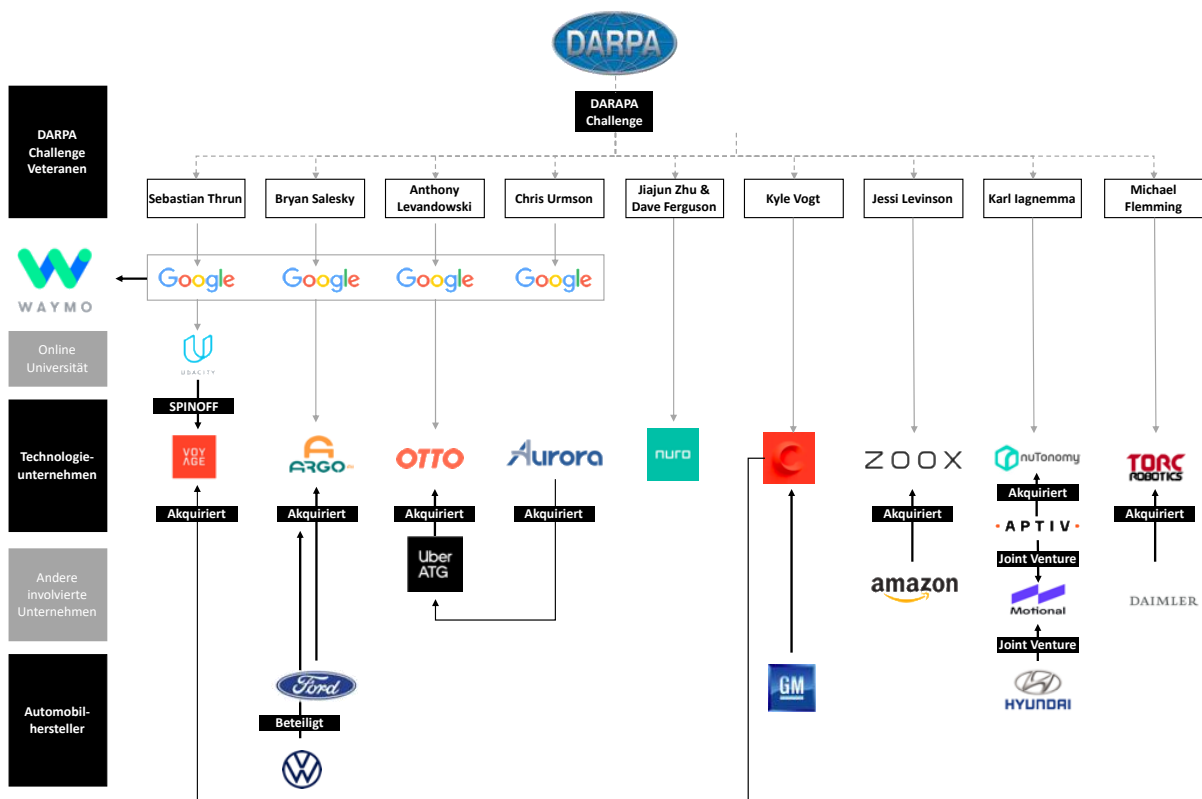 DARPA
DARAPA
Challenge
DARPA
Challenge
Veteranen
Sebastian Thrun
Bryan Salesky
Anthony
Levandowski
Chris Urmson
Jiajun Zhu &
Dave Ferguson
Kyle Vogt
Jessi Levinson
Karl Iagnemma
Michael
Flemming
WAYMO
Google
Google
Google
Google
Online
Universität
UDACITY
SPINOFF
Technologie-
unternehmen
VOY
AGE
ARGO
OTTO
Aurora
nuro
ZOOX
nuTonomy
TORC
ROBOTICS
Akquiriert
Akquiriert
Akquiriert
Akquiriert
Akquiriert
Akquiriert
Akquiriert
· APTIV ·
Uber
ATG
Joint Venture
Andere
involvierte
Unternehmen
amazon
Motional
DAIMLER
Joint Venture
Automobil-
hersteller
Ford
GM
HYUNDAI
Beteiligt
VW